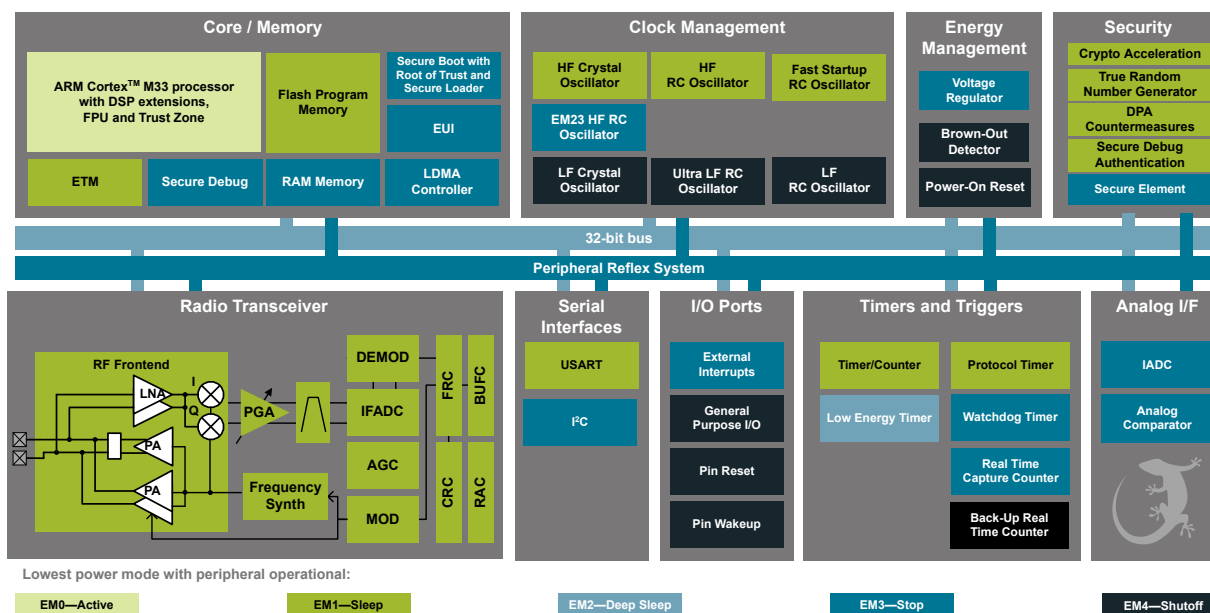 Core / Memory
ARM Cortex™ M33 processor
with DSP extensions,
FPU and Trust Zone
Flash Program
Memory
Secure Boot with
Root of Trust and
Secure Loader
EUI
ETM
Secure Debug
RAM Memory
LDMA
Controller
Clock Management
HF Crystal
Oscillator
HF
RC Oscillator
Fast Startup
RC Oscillator
EM23 HF RC
Oscillator
LF Crystal
Oscillator
Ultra LF RC
Oscillator
LF
RC Oscillator
Energy
Management
Voltage
Regulator
Brown-Out
Detector
Power-On Reset
Security
Crypto Acceleration
True Random
Number Generator
DPA
Countermeasures
Secure Debug
Authentication
Secure Element
32-bit bus
Peripheral Reflex System
Radio Transceiver
RF Frontend
LNA
I
Q
PA
PA
PGA
DEMOD
IFADC
AGC
MOD
Frequency
Synth
FRC
BUFC
CRC
RAC
Serial
Interfaces
USART
I²C
I/O Ports
External
Interrupts
General
Purpose I/O
Pin Reset
Pin Wakeup
Timers and Triggers
Timer/Counter
Protocol Timer
Low Energy Timer
Watchdog Timer
Real Time
Capture Counter
Back-Up Real
Time Counter
Analog I/F
IADC
Analog
Comparator
Lowest power mode with peripheral operational:
EM0—Active
EM1—Sleep
EM2—Deep Sleep
EM3—Stop
EM4—Shutoff